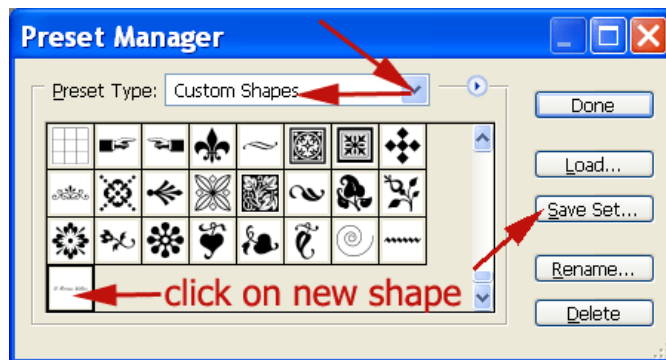 Preset Manager
Preset Type: Custom Shapes
Done
Load...
Save Set...
Rename...
Delete
click on new shape